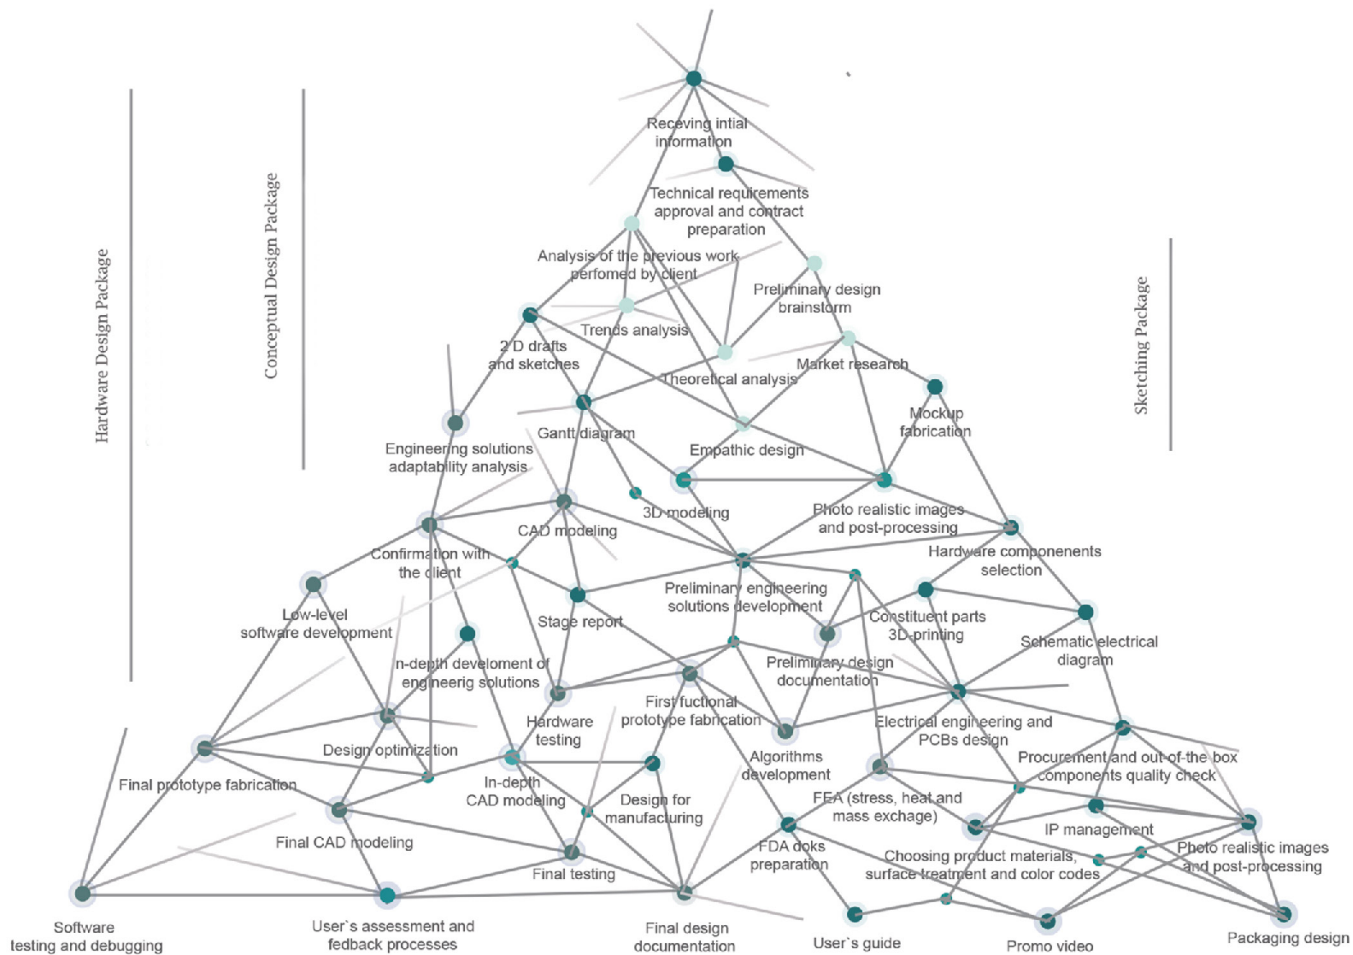 Receving intial
information
Technical requirements
approval and contract
preparation
Analysis of the previous work
perfomed by client
Preliminary design
brainstorm
Trends analysis
2 D drafts
and sketches
Theoretical analysis
Market research
Mockup
fabrication
Gantt diagram
Empathic design
Engineering solutions
adaptability analysis
3D modeling
Photo realistic images
and post-processing
CAD modeling
Confirmation with
the client
Hardware componenents
selection
Preliminary engineering
solutions development
Low-level
software development
Stage report
Constituent parts
3D-printing
Schematic electrical
diagram
n-depth develoment of
engineerig solutions
Preliminary design
documentation
First fuctional
prototype fabrication
Hardware
testing
Electrical engineering and
PCBs design
Design optimization
Algorithms
development
Procurement and out-of-the box
components quality check
Final prototype fabrication
In-depth
CAD modeling
Design for
manufacturing
FEA (stress, heat and
mass exchage)
IP management
Final CAD modeling
FDA doks
preparation
Choosing product materials,
surface treatment and color codes
Photo realistic images
and post-processing
Final testing
Software
testing and debugging
User`s assessment and
fedback processes
Final design
documentation
User`s guide
Promo video
Packaging design
Hardware Design Package
Conceptual Design Package
Sketching Package